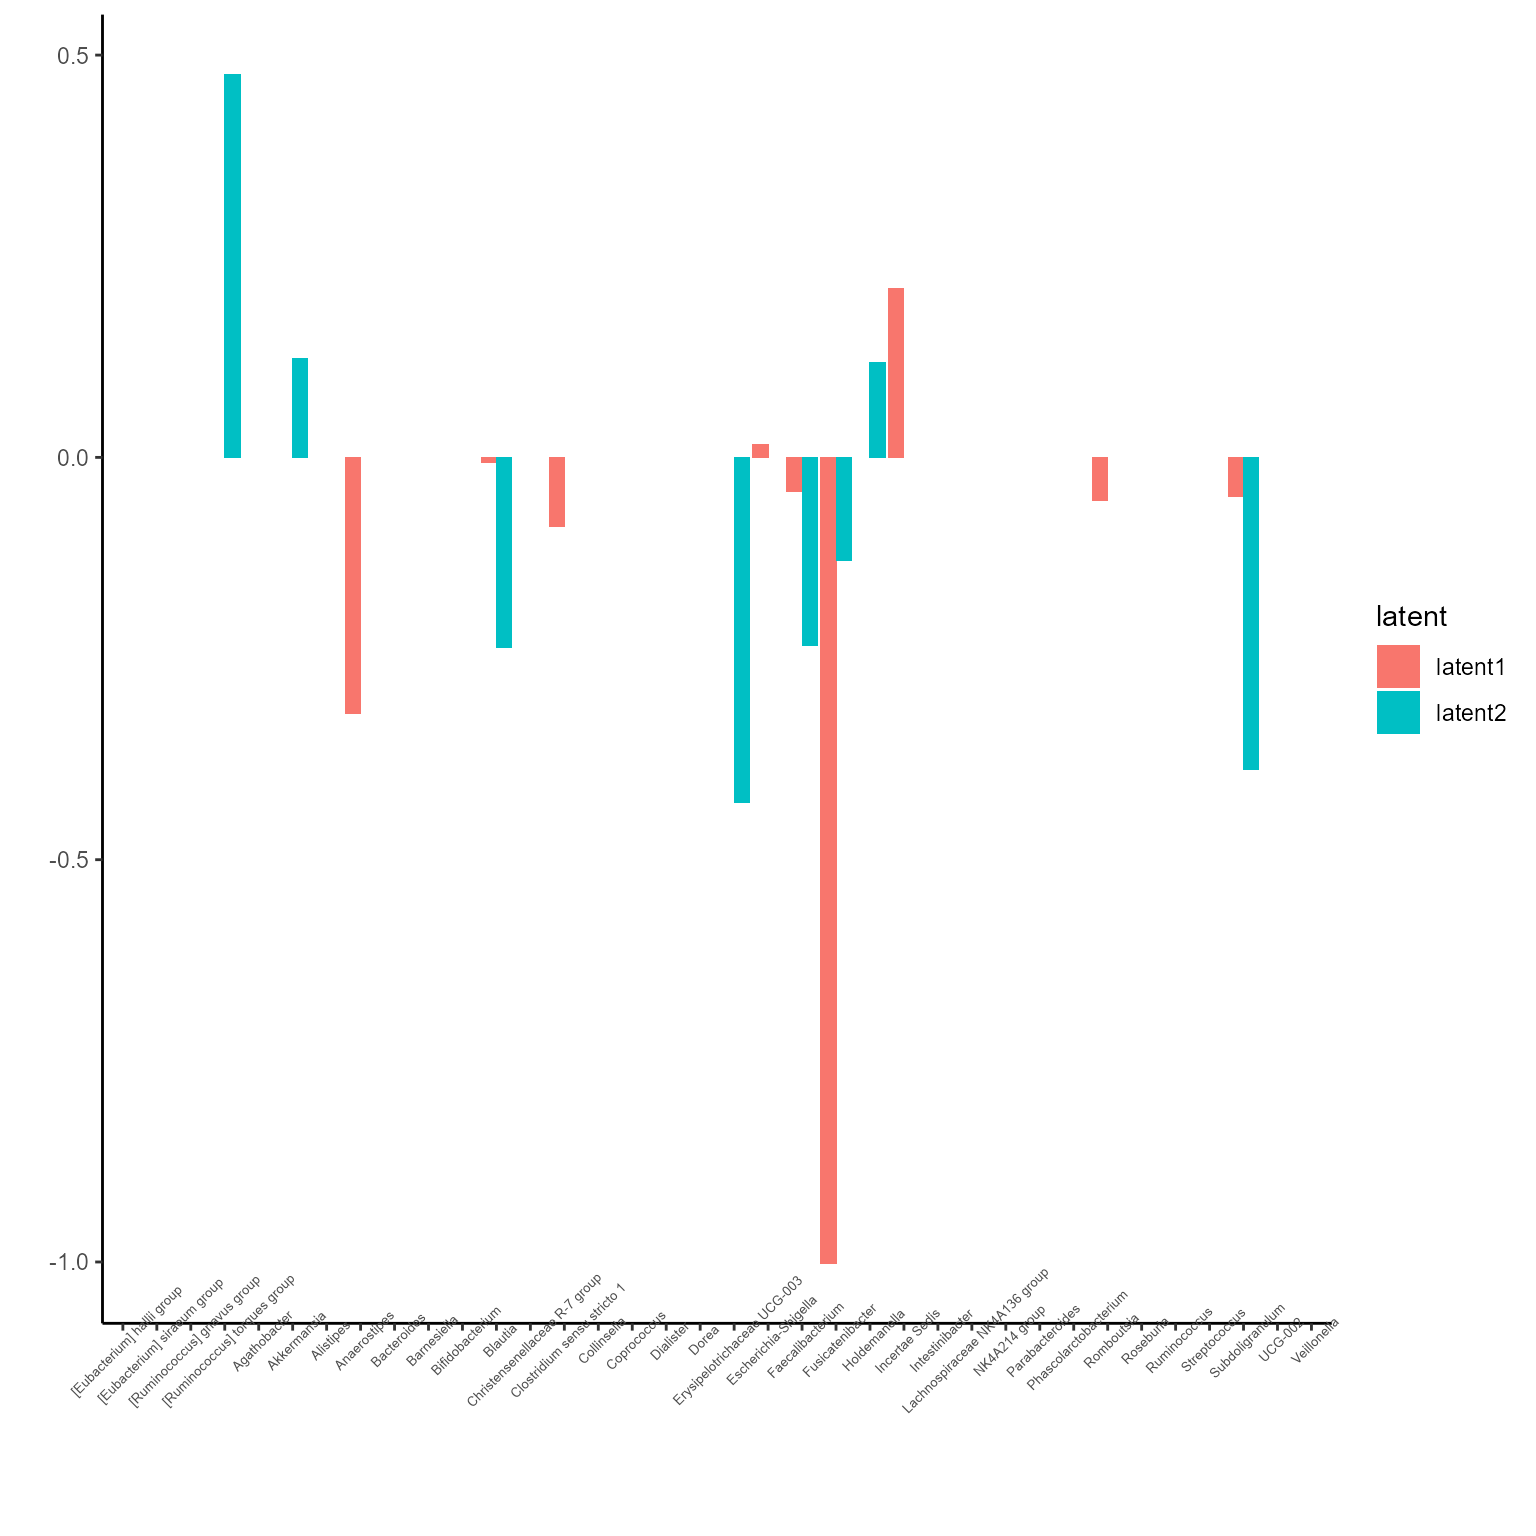 0.5
0.0
-0.5
-1.0
[Eubacterium] hallii group
[Eubacterium] siraeum group
[Ruminococcus] gnavus group
[Ruminococcus] torques group
Agathobacter
Akkermansia
Alistipes
Anaerostipes
Bacteroides
Barnesiella
Bifidobacterium
Blautia
Christensenellaceae R-7 group
Clostridium sensu stricto 1
Collinsella
Coprococcus
Dialister
Dorea
Erysipelotrichaceae UCG-003
Escherichia-Shigella
Faecalibacterium
Fusicatenibacter
Holdemanella
Incertae Sedis
Intestinibacter
Lachnospiraceae NK4A136 group
NK4A214 group
Parabacteroides
Phascolarctobacterium
Romboutsia
Roseburia
Ruminococcus
Streptococcus
Subdoligranulum
UCG-002
Veillonella
latent
latent1
latent2